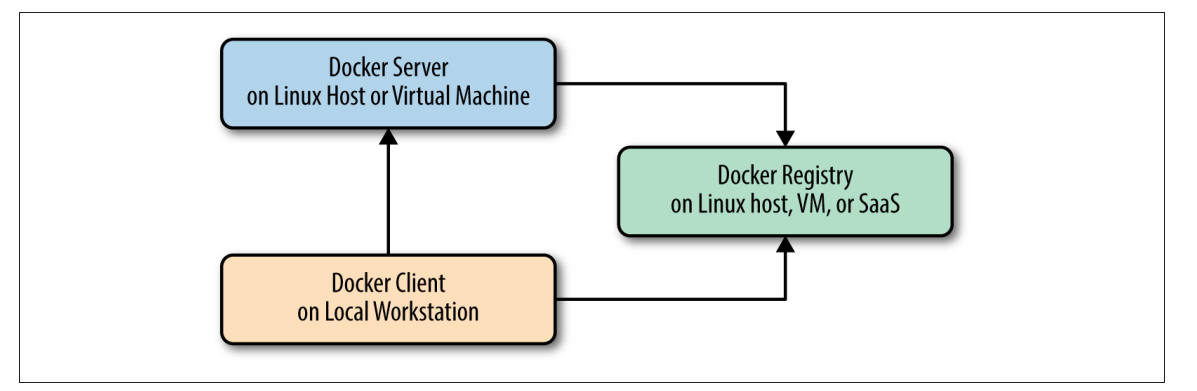 Docker Server
on Linux Host or Virtual Machine
Docker Registry
on Linux host, VM, or SaaS
Docker Client
on Local Workstation